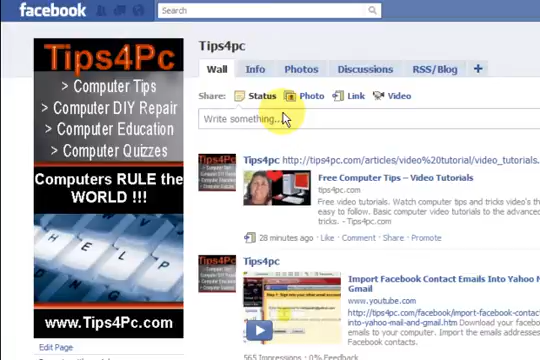 facebook
Search
Tips4Pc
> Computer Tips
> Computer DIY Repair
> Computer Education
> Computer Quizzes
Computers RULE the
WORLD !!!
HELP
www.Tips4Pc.com
Edit Page
Tips4pc
Wall Info Photos Discussions RSS/Blog +
Share: Status Photo Link Video
Write something...
Tips4pc http://tips4pc.com/articles/video%20tutorial/video_tutorials.
Free Computer Tips – Video Tutorials
tips4pc.com
Free video tutorials. Watch computer tips and tricks video's th
easy to follow. Basic computer video tutorials to the advanced
- Tips4Pc.com
28 minutes ago · Like · Comment · Share · Promote
Tips4pc
Import Facebook Contact Emails Into Yahoo M
Gmail
www.youtube.com
http://tips4pc.com/facebook/import-facebook-contact
into-yahoo-mail-and-gmail.htm Download your faceboo
emails to your computer. Import the emails address
Facebook contacts.
565 Impressions · 0% Feedback